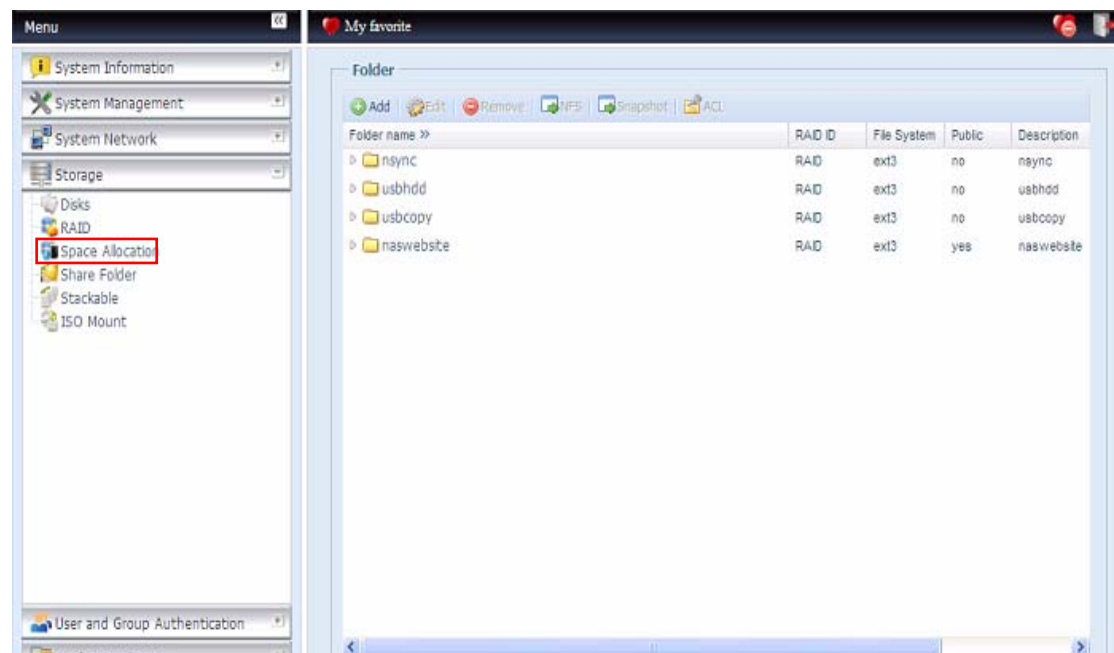 Menu
My favorite
System Information
System Management
System Network
Storage
Disks
RAID
Space Allocation
Share Folder
Stackable
ISO Mount
User and Group Authentication
Folder
Add Edit Remove NFS Snapshot ACL
Folder name » RAID ID File System Public Description
nsync RAID ext3 no nsync
usbhdd RAID ext3 no usbhdd
usbcopy RAID ext3 no usbcopy
naswebsite RAID ext3 yes naswebsite